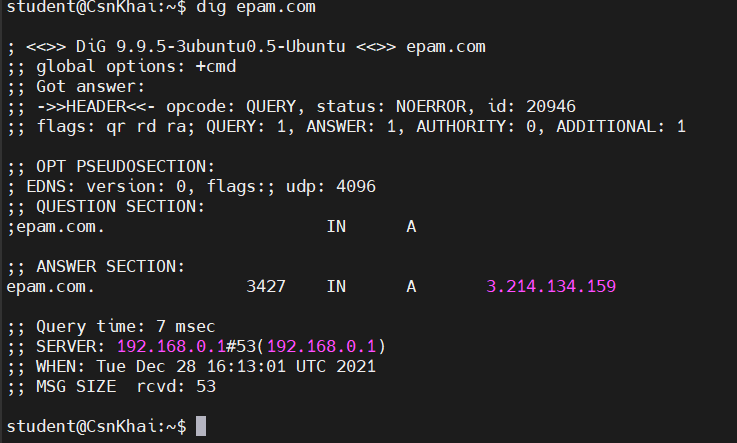 student@CsnKhai:~$ dig epam.com

; <<>> DiG 9.9.5-3ubuntu0.5-Ubuntu <<>> epam.com
;; global options: +cmd
;; Got answer:
;; ->>HEADER<<- opcode: QUERY, status: NOERROR, id: 20946
;; flags: qr rd ra; QUERY: 1, ANSWER: 1, AUTHORITY: 0, ADDITIONAL: 1

;; OPT PSEUDOSECTION:
; EDNS: version: 0, flags:; udp: 4096
;; QUESTION SECTION:
;epam.com.                      IN      A

;; ANSWER SECTION:
epam.com.               3427    IN      A       3.214.134.159

;; Query time: 7 msec
;; SERVER: 192.168.0.1#53(192.168.0.1)
;; WHEN: Tue Dec 28 16:13:01 UTC 2021
;; MSG SIZE  rcvd: 53

student@CsnKhai:~$